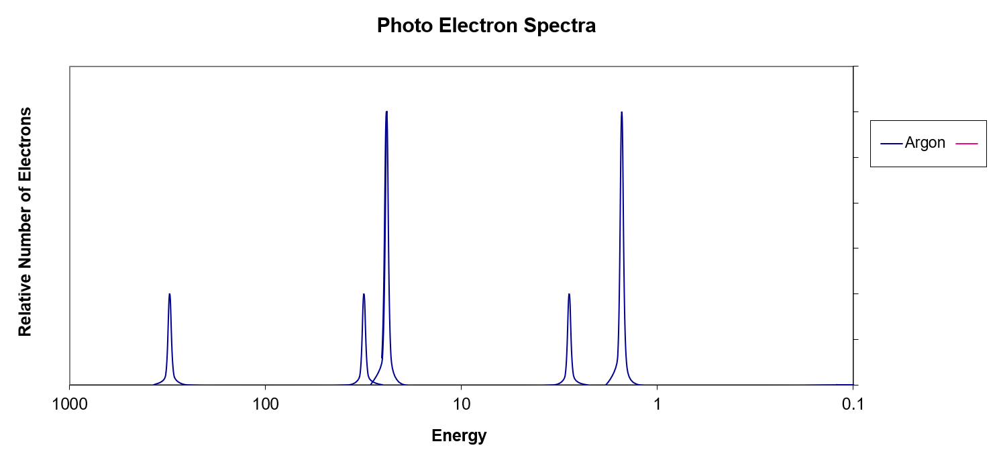 Photo Electron Spectra
Relative Number of Electrons
Argon
1000 100 10 1 0.1
Energy